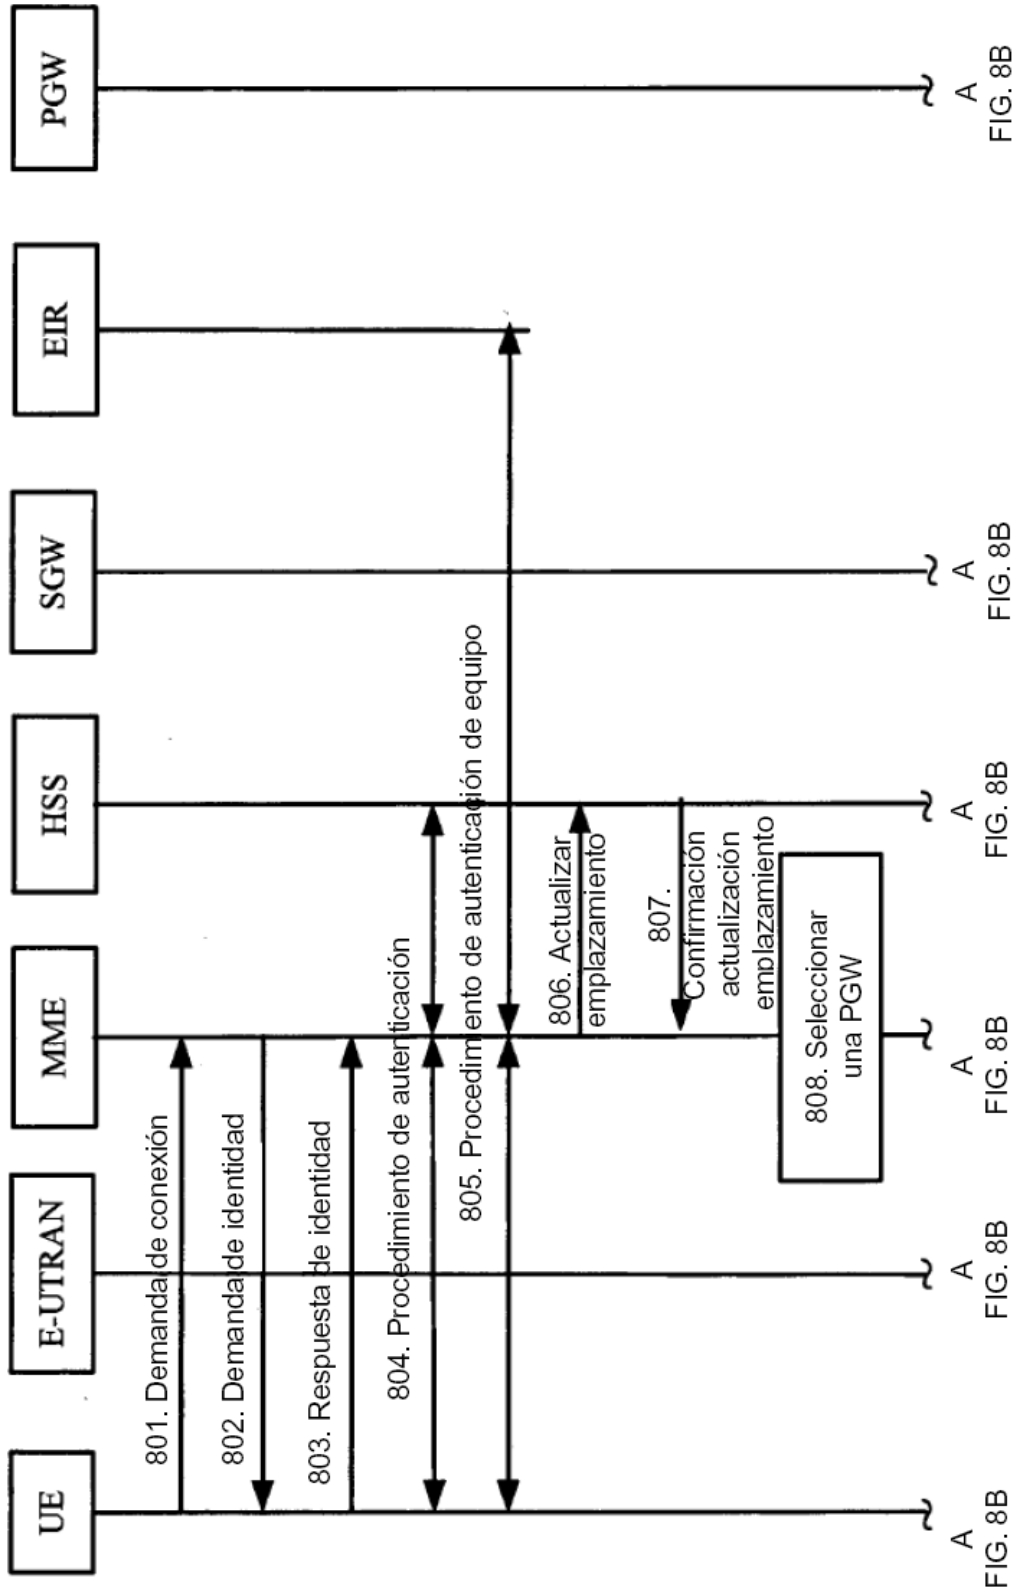 UE
E-UTRAN
MME
HSS
SGW
EIR
PGW
801. Demanda de conexión
802. Demanda de identidad
803. Respuesta de identidad
804. Procedimiento de autenticación
805. Procedimiento de autenticación de equipo
806. Actualizar
emplazamiento
807.
Confirmación
actualización
emplazamiento
808. Seleccionar
una PGW
A
FIG. 8B
A
FIG. 8B
A
FIG. 8B
A
FIG. 8B
A
FIG. 8B
A
FIG. 8B